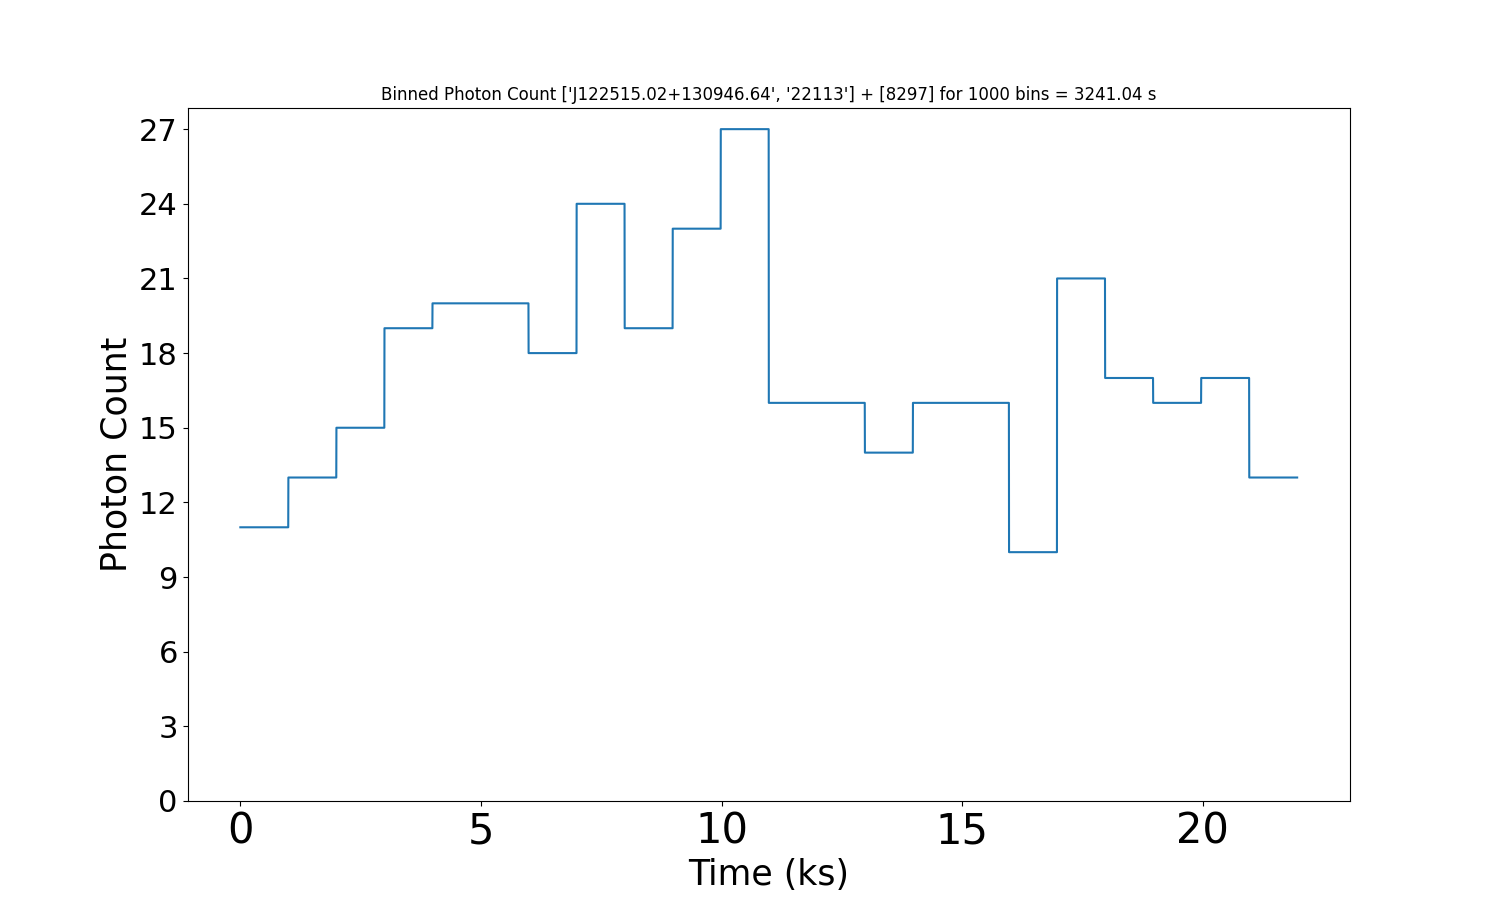 Binned Photon Count ['J122515.02+130946.64', '22113'] + [8297] for 1000 bins = 3241.04 s
27
24
21
18
15
12
9
6
3
0
Photon Count
0 5 10 15 20
Time (ks)